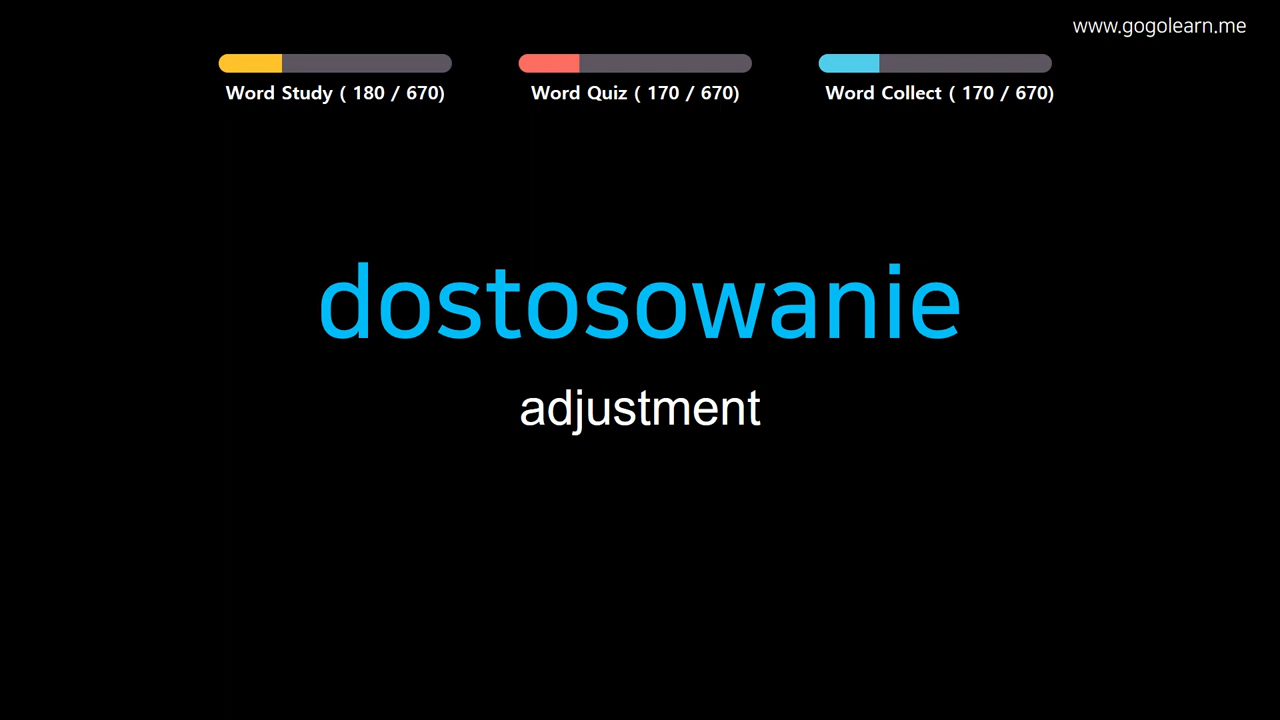 www.gogolearn.me
Word Study ( 180 / 670)
Word Quiz ( 170 / 670)
Word Collect ( 170 / 670)
dostosowanie
adjustment